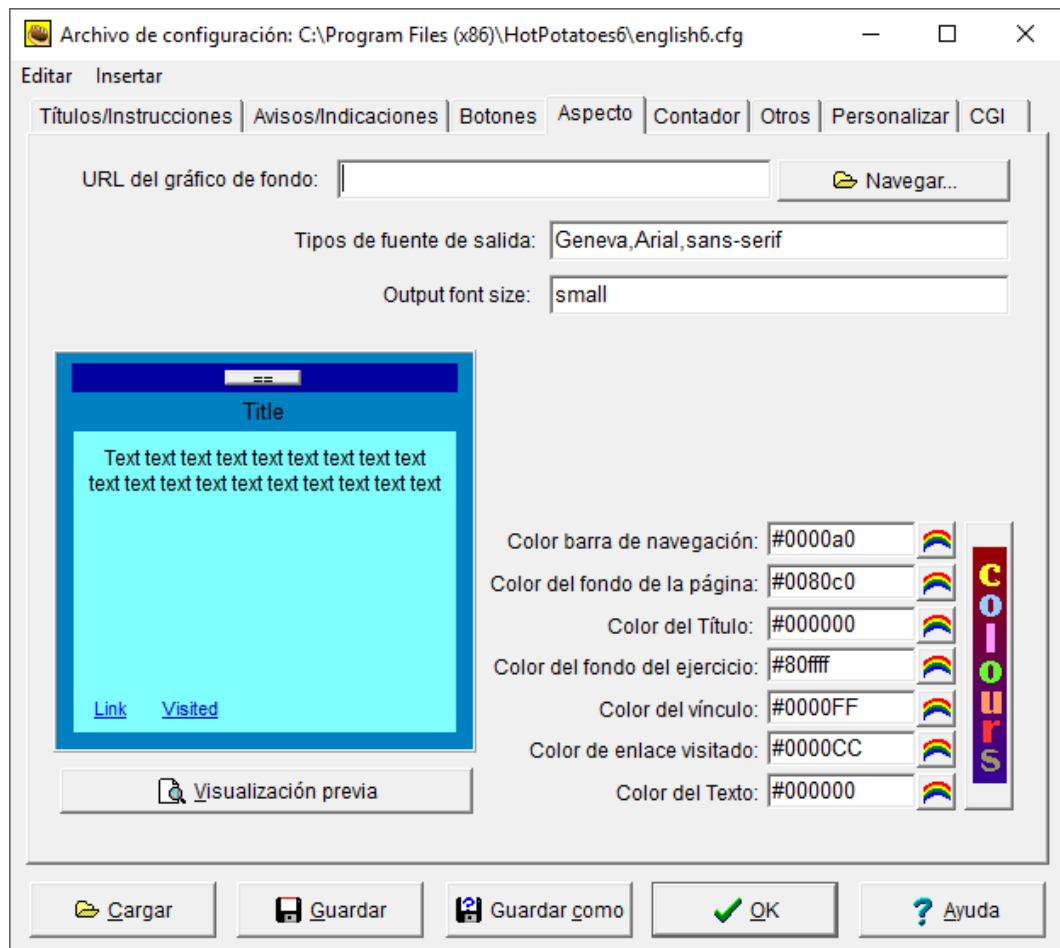 Archivo de configuración: C:\Program Files (x86)\HotPotatoes6\english6.cfg
Editar Insertar
Títulos/Instrucciones Avisos/Indicaciones Botones Aspecto Contador Otros Personalizar CGI
URL del gráfico de fondo: Navegar...
Tipos de fuente de salida: Geneva,Arial,sans-serif
Output font size: small
==
Title
Text text text text text text text text text
text text text text text text text text text text
Link Visited
Visualización previa
Color barra de navegación: #0000a0
Color del fondo de la página: #0080c0
Color del Título: #000000
Color del fondo del ejercicio: #80ffff
Color del vínculo: #0000FF
Color de enlace visitado: #0000CC
Color del Texto: #000000
colours
Cargar Guardar Guardar como OK Ayuda